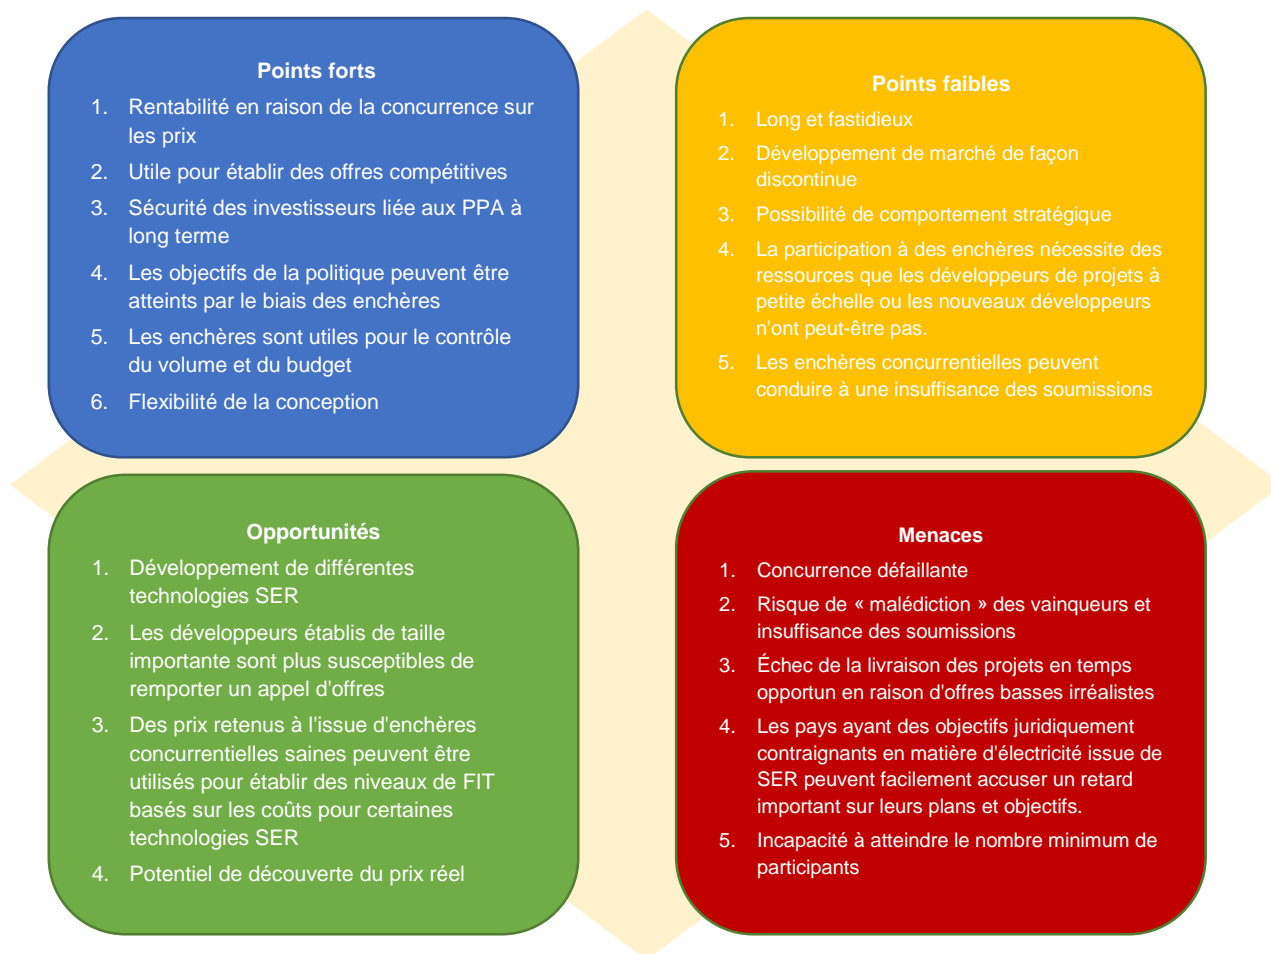 Points forts
1. Rentabilité en raison de la concurrence sur
les prix
2. Utile pour établir des offres compétitives
3. Sécurité des investisseurs liée aux PPA à
long terme
4. Les objectifs de la politique peuvent être
atteints par le biais des enchères
5. Les enchères sont utiles pour le contrôle
du volume et du budget
6. Flexibilité de la conception
Points faibles
1. Long et fastidieux
2. Développement de marché de façon
discontinue
3. Possibilité de comportement stratégique
4. La participation à des enchères nécessite des
ressources que les développeurs de projets à
petite échelle ou les nouveaux développeurs
n'ont peut-être pas.
5. Les enchères concurrentielles peuvent
conduire à une insuffisance des soumissions
Opportunités
1. Développement de différentes
technologies SER
2. Les développeurs établis de taille
importante sont plus susceptibles de
remporter un appel d'offres
3. Des prix retenus à l'issue d'enchères
concurrentielles saines peuvent être
utilisés pour établir des niveaux de FIT
basés sur les coûts pour certaines
technologies SER
4. Potentiel de découverte du prix réel
Menaces
1. Concurrence défaillante
2. Risque de « malédiction » des vainqueurs et
insuffisance des soumissions
3. Échec de la livraison des projets en temps
opportun en raison d'offres basses irréalistes
4. Les pays ayant des objectifs juridiquement
contraignants en matière d'électricité issue de
SER peuvent facilement accuser un retard
important sur leurs plans et objectifs.
5. Incapacité à atteindre le nombre minimum de
participants